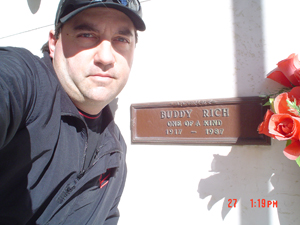 BUDDY RICH
ONE OF A KIND
1917 - 1987
27 1:19PM